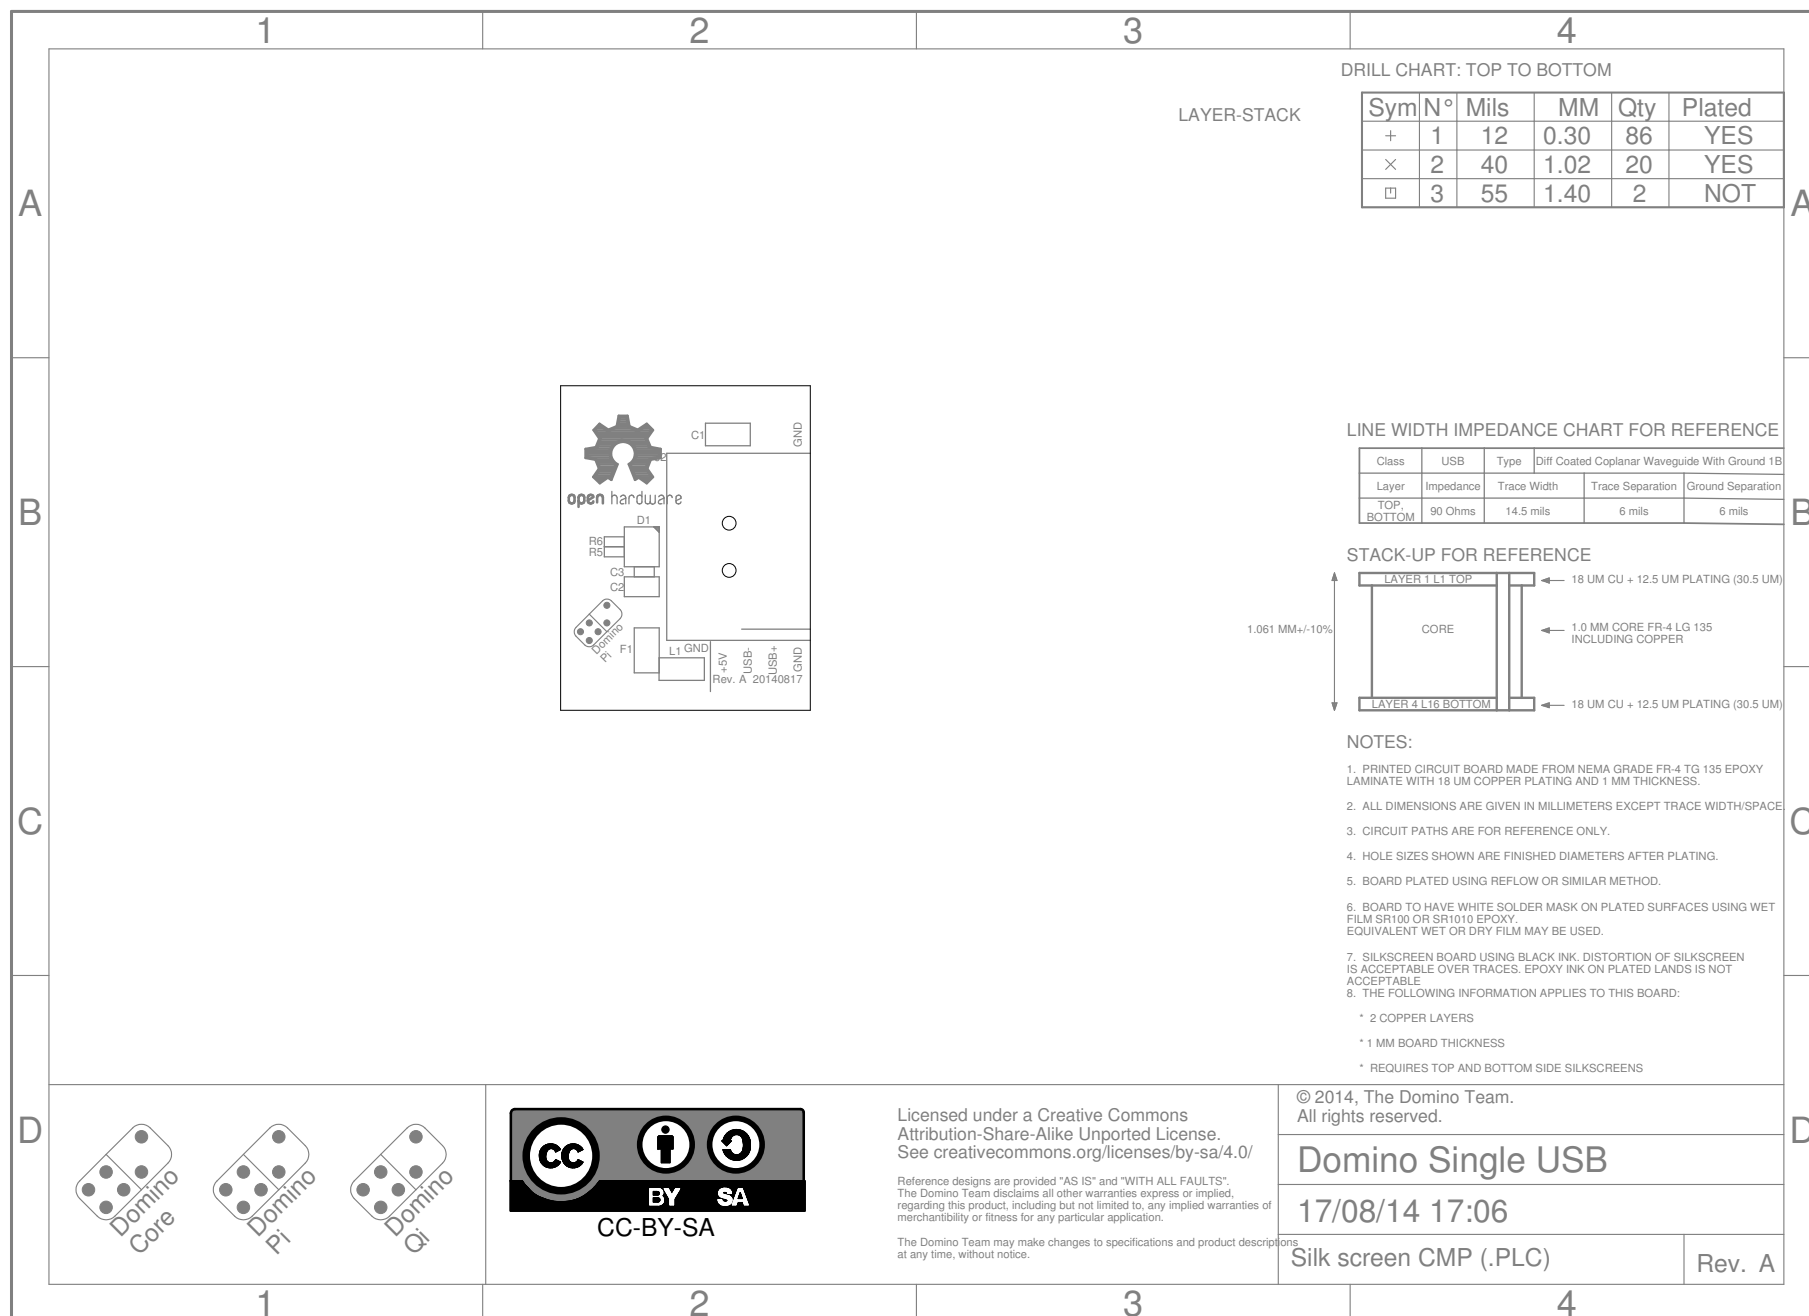 1 2 3 4
A
B
C
D
A
B
C
D
DRILL CHART: TOP TO BOTTOM
LAYER-STACK
Sym N° Mils MM Qty Plated
+ 1 12 0.30 86 YES
× 2 40 1.02 20 YES
3 55 1.40 2 NOT
C1
GND
open hardware
D1
R6
R5
C3
C2
Domino
Pi
F1
L1 GND
+5V
USB-
USB+
GND
Rev. A 20140817
LINE WIDTH IMPEDANCE CHART FOR REFERENCE
Class USB Type Diff Coated Coplanar Waveguide With Ground 1B
Layer Impedance Trace Width Trace Separation Ground Separation
TOP,
BOTTOM 90 Ohms 14.5 mils 6 mils 6 mils
STACK-UP FOR REFERENCE
LAYER 1 L1 TOP 18 UM CU + 12.5 UM PLATING (30.5 UM)
1.061 MM+/-10% CORE 1.0 MM CORE FR-4 LG 135
INCLUDING COPPER
LAYER 4 L16 BOTTOM 18 UM CU + 12.5 UM PLATING (30.5 UM)
NOTES:
1. PRINTED CIRCUIT BOARD MADE FROM NEMA GRADE FR-4 TG 135 EPOXY
LAMINATE WITH 18 UM COPPER PLATING AND 1 MM THICKNESS.
2. ALL DIMENSIONS ARE GIVEN IN MILLIMETERS EXCEPT TRACE WIDTH/SPACE.
3. CIRCUIT PATHS ARE FOR REFERENCE ONLY.
4. HOLE SIZES SHOWN ARE FINISHED DIAMETERS AFTER PLATING.
5. BOARD PLATED USING REFLOW OR SIMILAR METHOD.
6. BOARD TO HAVE WHITE SOLDER MASK ON PLATED SURFACES USING WET
FILM SR100 OR SR1010 EPOXY.
EQUIVALENT WET OR DRY FILM MAY BE USED.
7. SILKSCREEN BOARD USING BLACK INK. DISTORTION OF SILKSCREEN
IS ACCEPTABLE OVER TRACES. EPOXY INK ON PLATED LANDS IS NOT
ACCEPTABLE
8. THE FOLLOWING INFORMATION APPLIES TO THIS BOARD:
* 2 COPPER LAYERS
* 1 MM BOARD THICKNESS
* REQUIRES TOP AND BOTTOM SIDE SILKSCREENS
Domino
Core
Domino
Pi
Domino
Qi
cc
BY SA
CC-BY-SA
Licensed under a Creative Commons
Attribution-Share-Alike Unported License.
See creativecommons.org/licenses/by-sa/4.0/
Reference designs are provided "AS IS" and "WITH ALL FAULTS".
The Domino Team disclaims all other warranties express or implied,
regarding this product, including but not limited to, any implied warranties of
merchantibility or fitness for any particular application.
The Domino Team may make changes to specifications and product descriptions
at any time, without notice.
© 2014, The Domino Team.
All rights reserved.
Domino Single USB
17/08/14 17:06
Silk screen CMP (.PLC)
Rev. A
1 2 3 4